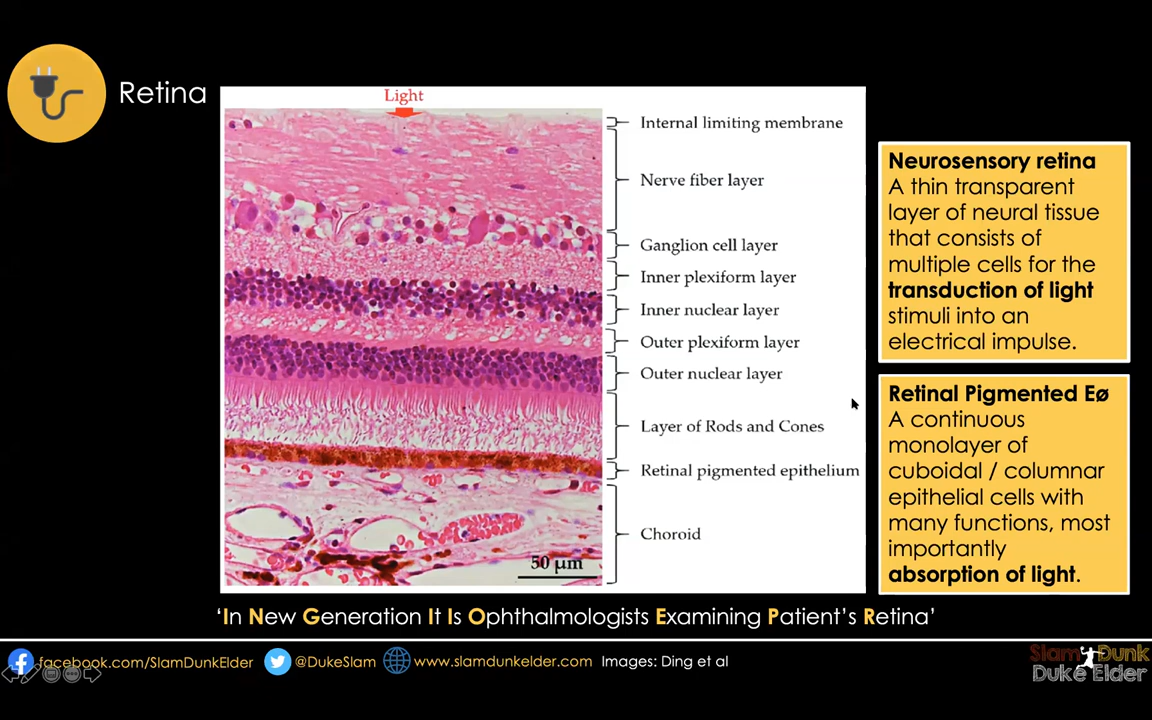 Retina
Light
Internal limiting membrane
Nerve fiber layer
Ganglion cell layer
Inner plexiform layer
Inner nuclear layer
Outer plexiform layer
Outer nuclear layer
Layer of Rods and Cones
Retinal pigmented epithelium
Choroid
50 µm
Neurosensory retina
A thin transparent
layer of neural tissue
that consists of
multiple cells for the
transduction of light
stimuli into an
electrical impulse.
Retinal Pigmented Eø
A continuous
monolayer of
cuboidal / columnar
epithelial cells with
many functions, most
importantly
absorption of light.
‘In New Generation It Is Ophthalmologists Examining Patient’s Retina’
facebook.com/SlamDunkElder @DukeSlam www.slamdunkelder.com Images: Ding et al
Slam Dunk
Duke Elder